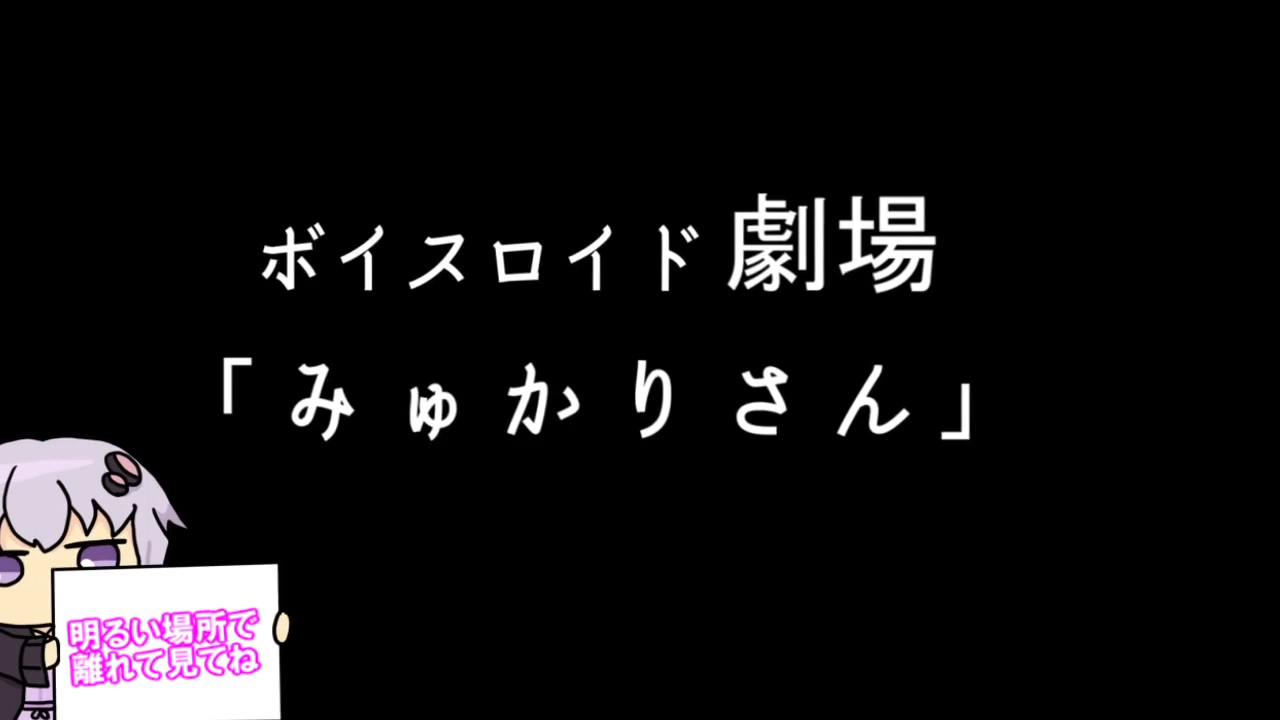 ボイスロイド劇場
「みゅかりさん」
明るい場所で
離れて見てね